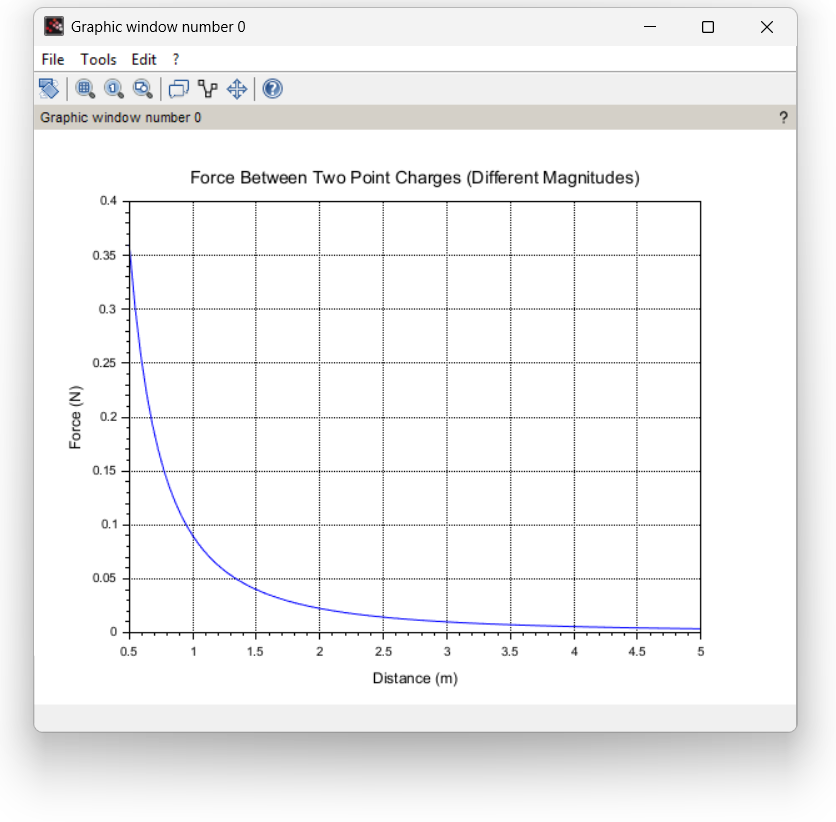 Graphic window number 0
File Tools Edit ?
Graphic window number 0 ?
Force Between Two Point Charges (Different Magnitudes)
0.4
0.35
0.3
0.25
0.2
0.15
0.1
0.05
0
Force (N)
0.5 1 1.5 2 2.5 3 3.5 4 4.5 5
Distance (m)